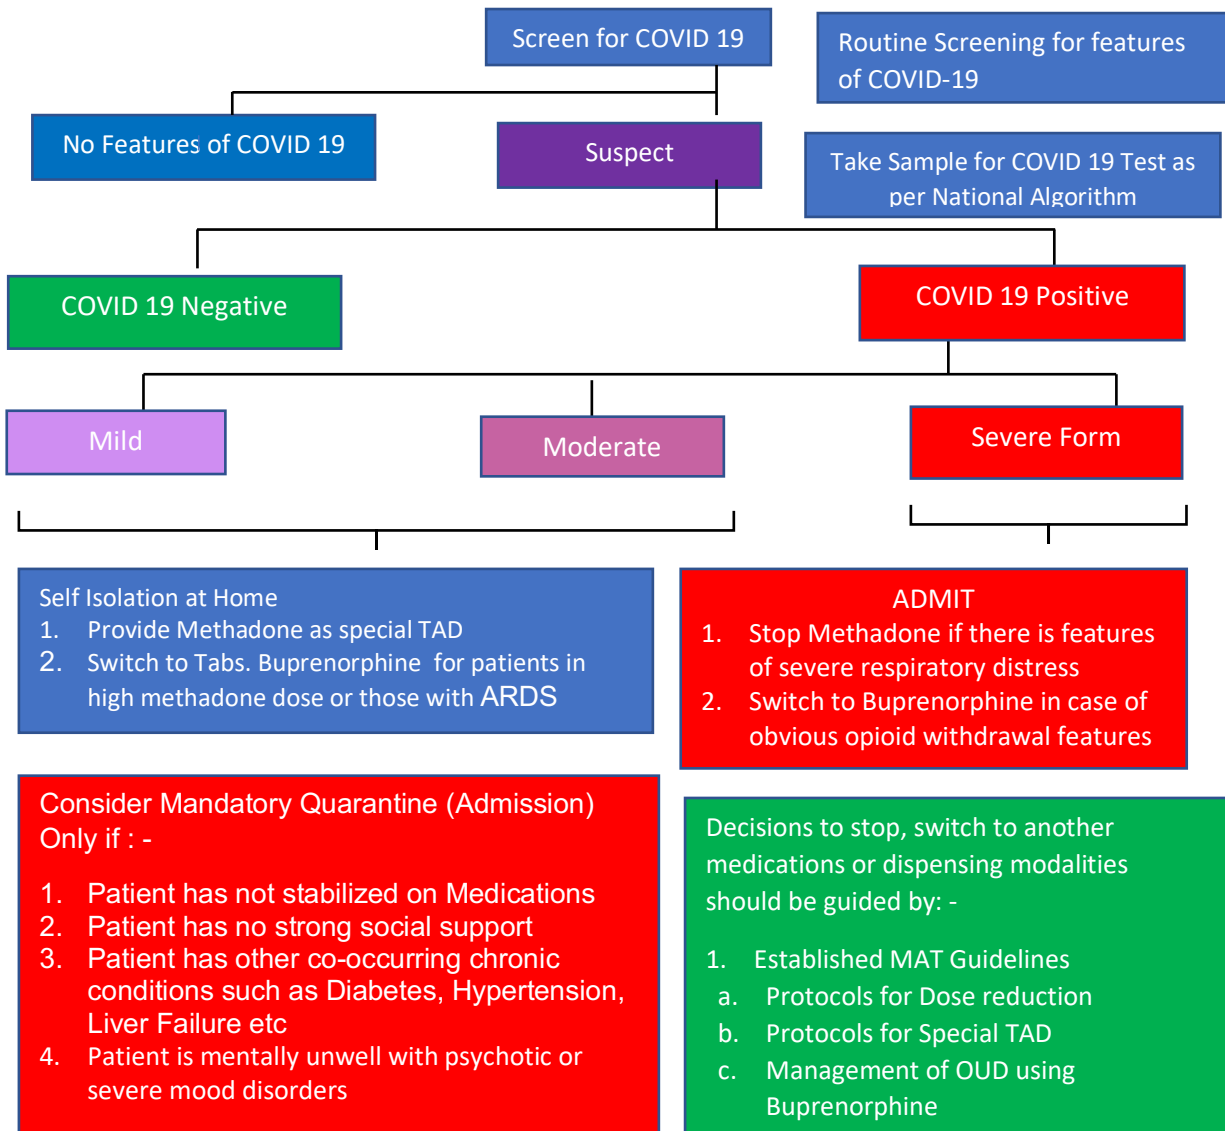 Screen for COVID 19
Routine Screening for features
of COVID-19
No Features of COVID 19
Suspect
Take Sample for COVID 19 Test as
per National Algorithm
COVID 19 Negative
COVID 19 Positive
Mild
Moderate
Severe Form
Self Isolation at Home
1. Provide Methadone as special TAD
2. Switch to Tabs. Buprenorphine for patients in
high methadone dose or those with ARDS
ADMIT
1. Stop Methadone if there is features
of severe respiratory distress
2. Switch to Buprenorphine in case of
obvious opioid withdrawal features
Consider Mandatory Quarantine (Admission)
Only if : -
1. Patient has not stabilized on Medications
2. Patient has no strong social support
3. Patient has other co-occurring chronic
conditions such as Diabetes, Hypertension,
Liver Failure etc
4. Patient is mentally unwell with psychotic or
severe mood disorders
Decisions to stop, switch to another
medications or dispensing modalities
should be guided by: -
1. Established MAT Guidelines
a. Protocols for Dose reduction
b. Protocols for Special TAD
c. Management of OUD using
Buprenorphine